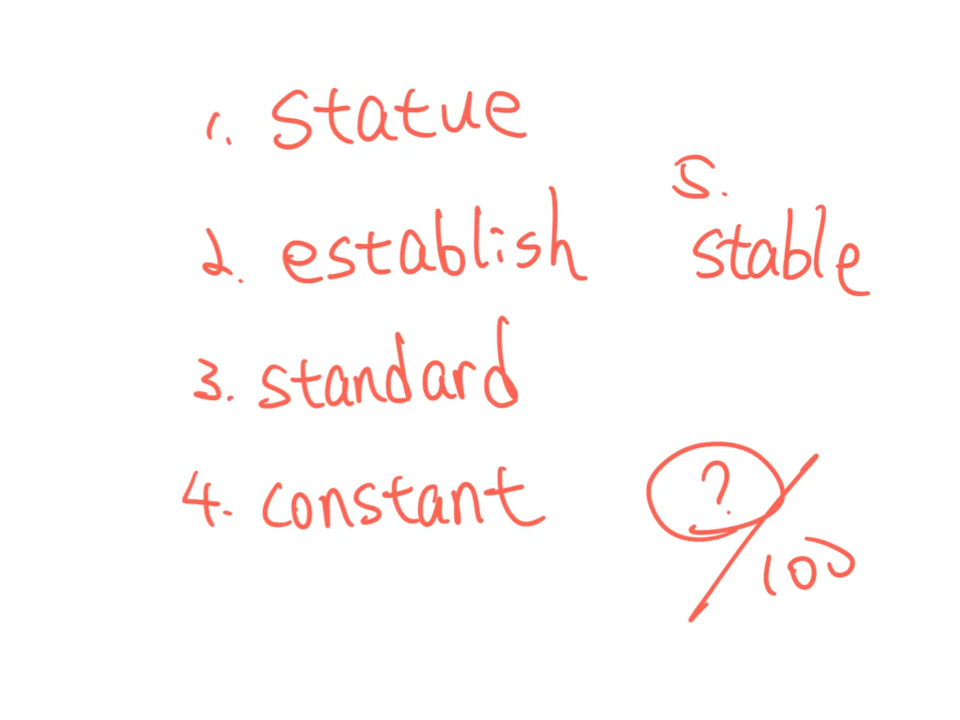 1. statue
2. establish
3. standard
4. constant
5.
stable
?/100